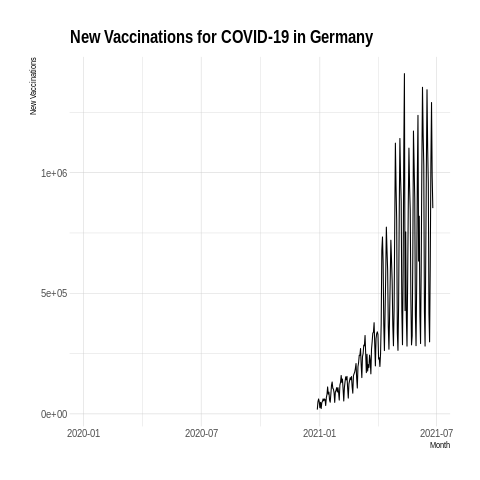 New Vaccinations for COVID-19 in Germany
New Vaccinations
1e+06
5e+05
0e+00
2020-01 2020-07 2021-01 2021-07
Month